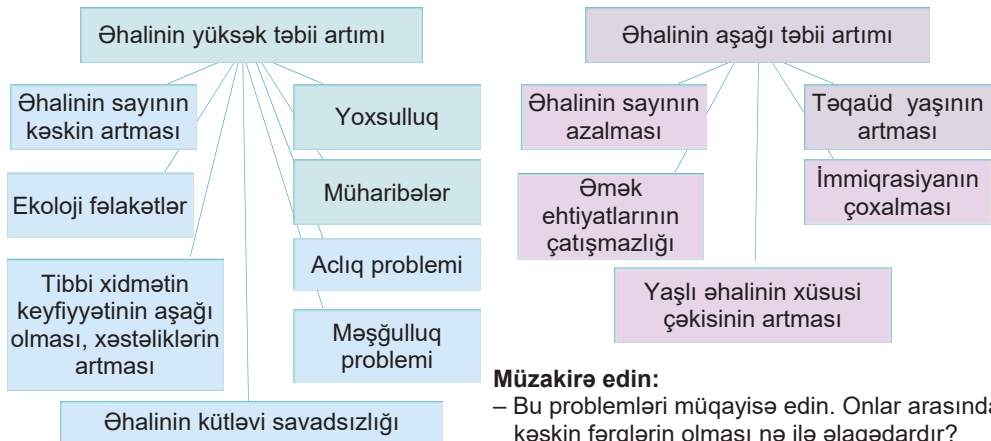 Əhalinin yüksək təbii artımı
Əhalinin sayının
kəskin artması
Yoxsulluq
Ekoloji fəlakətlər
Müharibələr
Tibbi xidmətin
keyfiyyətinin aşağı
olması, xəstəliklərin
artması
Aclıq problemi
Məşğulluq
problemi
Əhalinin kütləvi savadsızlığı
Əhalinin aşağı təbii artımı
Əhalinin sayının
azalması
Təqaüd yaşının
artması
Əmək
ehtiyatlarının
çatışmazlığı
İmmiqrasiyanın
çoxalması
Yaşlı əhalinin xüsusi
çəkisinin artması
Müzakirə edin:
– Bu problemləri müqayisə edin. Onlar arasında
kəskin fərqlərin olması nə ilə əlaqədardır?